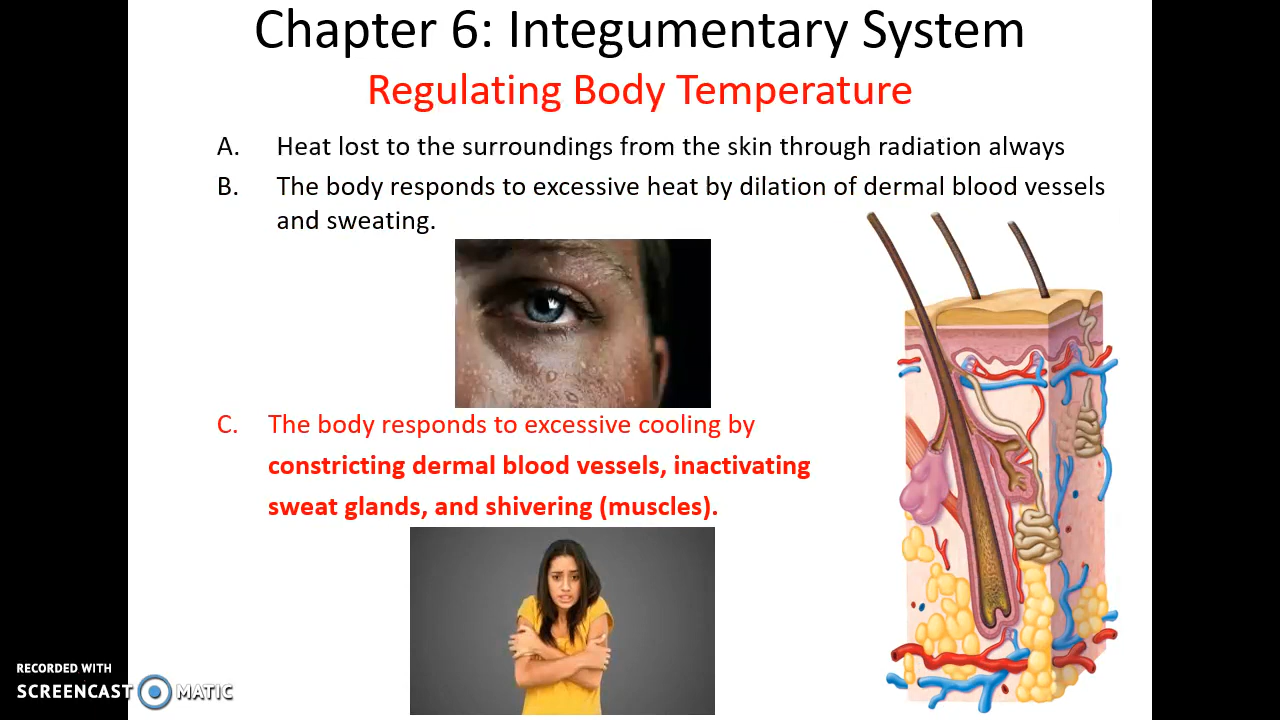 Chapter 6: Integumentary System
Regulating Body Temperature
A. Heat lost to the surroundings from the skin through radiation always
B. The body responds to excessive heat by dilation of dermal blood vessels
and sweating.
C. The body responds to excessive cooling by
constricting dermal blood vessels, inactivating
sweat glands, and shivering (muscles).
RECORDED WITH
SCREENCAST MATIC